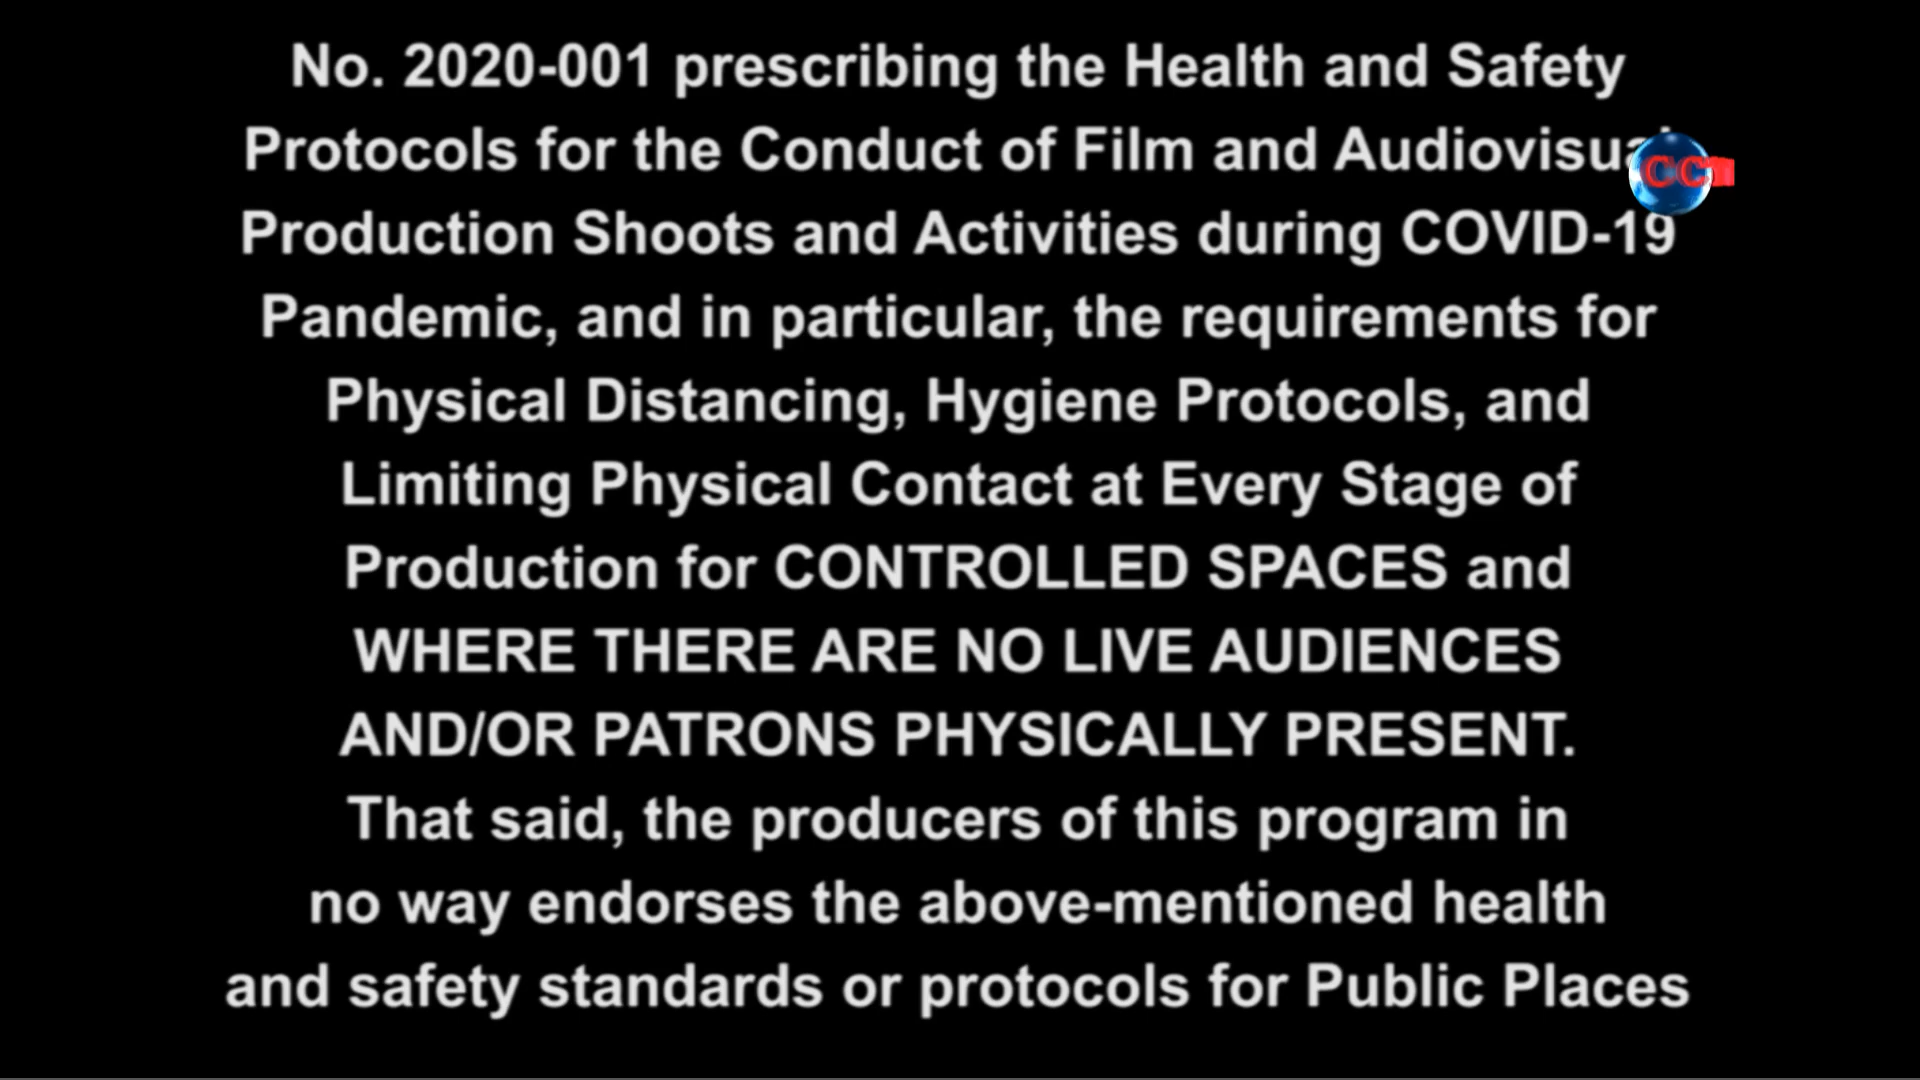 No. 2020-001 prescribing the Health and Safety
Protocols for the Conduct of Film and Audiovisual
Production Shoots and Activities during COVID-19
Pandemic, and in particular, the requirements for
Physical Distancing, Hygiene Protocols, and
Limiting Physical Contact at Every Stage of
Production for CONTROLLED SPACES and
WHERE THERE ARE NO LIVE AUDIENCES
AND/OR PATRONS PHYSICALLY PRESENT.
That said, the producers of this program in
no way endorses the above-mentioned health
and safety standards or protocols for Public Places